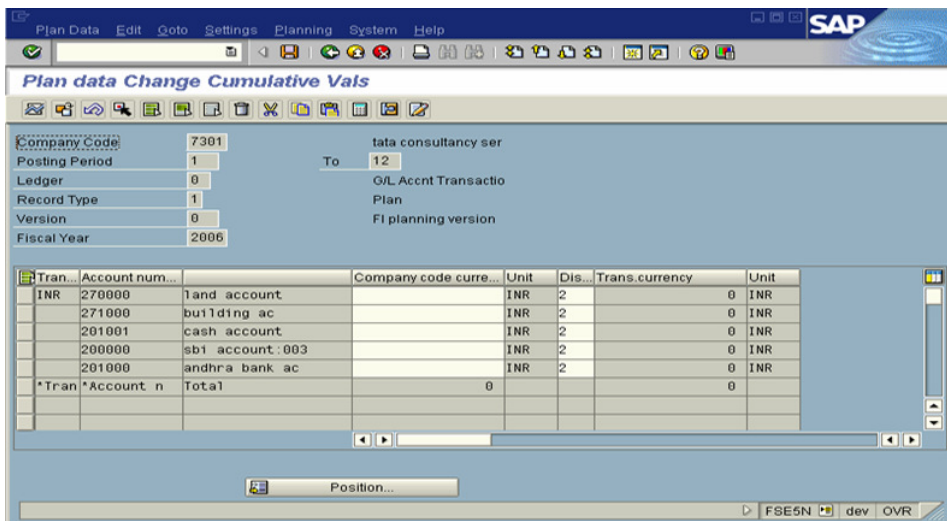 Plan Data Edit Goto Settings Planning System Help
SAP
Plan data Change Cumulative Vals
Company Code 7301 tata consultancy ser
Posting Period 1 To 12
Ledger 0 G/L Accnt Transactio
Record Type 1 Plan
Version 0 FI planning version
Fiscal Year 2006
Tran... Account num... Company code curre... Unit Dis... Trans.currency Unit
INR 270000 land account INR 2 0 INR
271000 building ac INR 2 0 INR
201001 cash account INR 2 0 INR
200000 sbi account:003 INR 2 0 INR
201000 andhra bank ac INR 2 0 INR
*Tran *Account n Total 0 0
Position...
FSE5N dev OVR